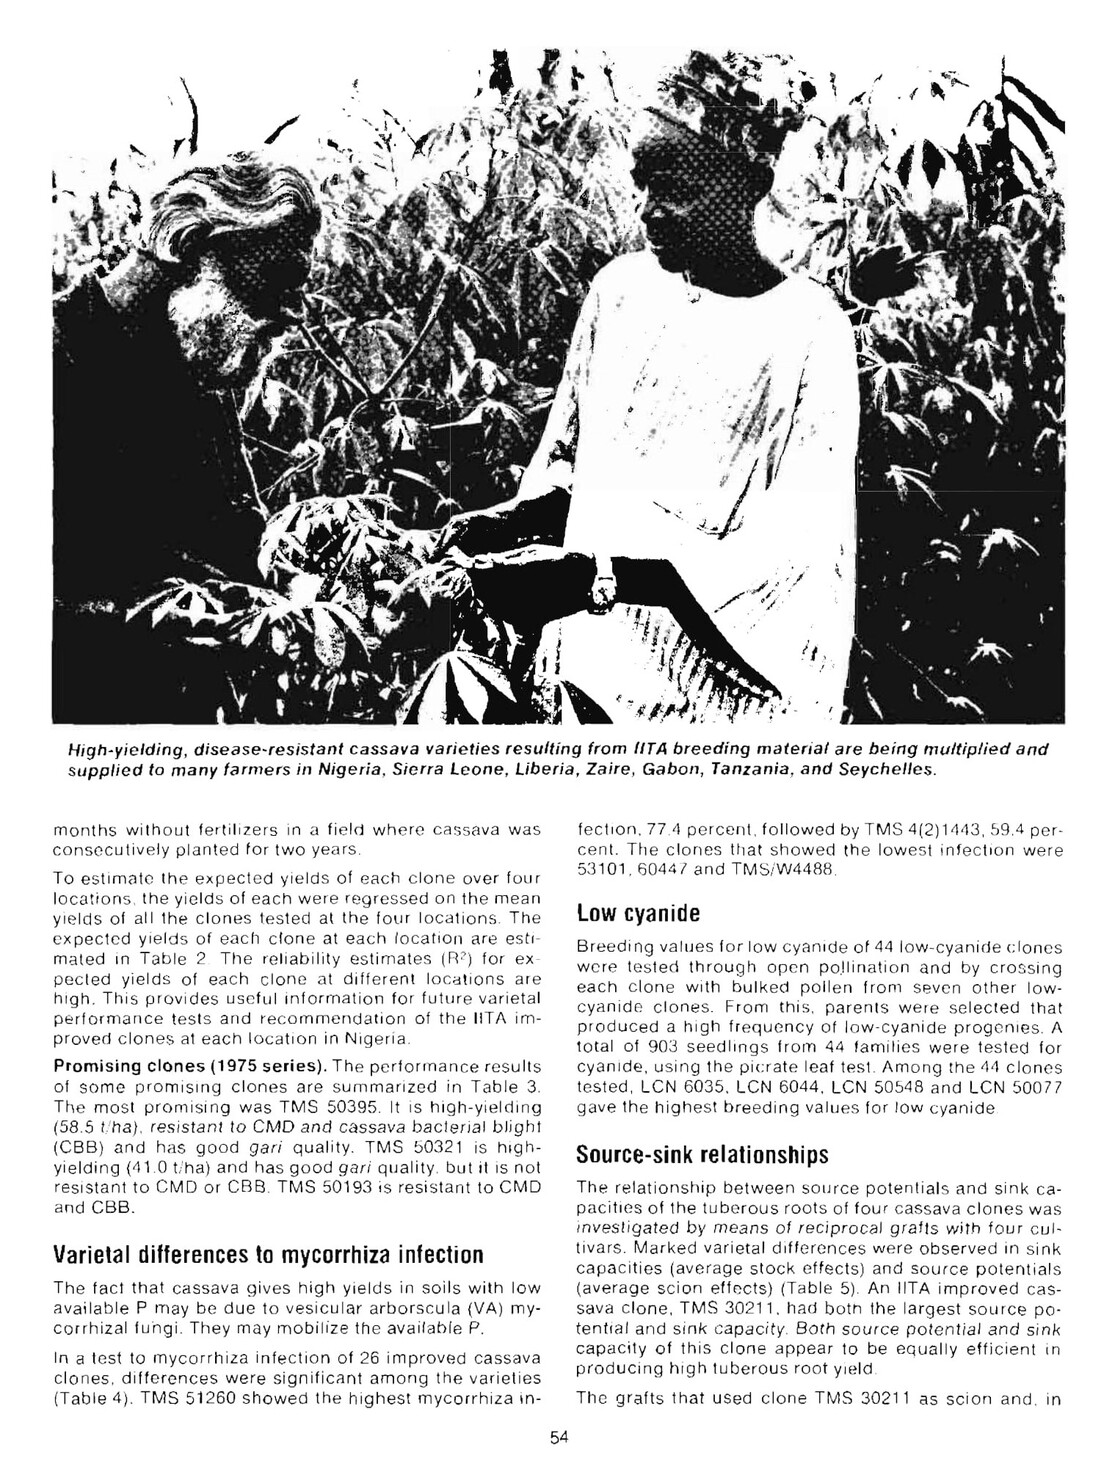 High-yielding, disease-resistant cassava varieties resulting from IITA breeding material are being multiplied and
supplied to many farmers in Nigeria, Sierra Leone, Liberia, Zaire, Gabon, Tanzania, and Seychelles.
months without fertilizers in a field where cassava was
consecutively planted for two years.
To estimate the expected yields of each clone over four
locations, the yields of each were regressed on the mean
yields of all the clones tested at the four locations. The
expected yields of each clone at each location are esti-
mated in Table 2. The reliability estimates (R²) for ex-
pected yields of each clone at different locations are
high. This provides useful information for future varietal
performance tests and recommendation of the IITA im-
proved clones at each location in Nigeria.
Promising clones (1975 series). The performance results
of some promising clones are summarized in Table 3.
The most promising was TMS 50395. It is high-yielding
(58.5 t/ha), resistant to CMD and cassava bacterial blight
(CBB) and has good gari quality. TMS 50321 is high-
yielding (41.0 t/ha) and has good gari quality, but it is not
resistant to CMD or CBB. TMS 50193 is resistant to CMD
and CBB.
Varietal differences to mycorrhiza infection
The fact that cassava gives high yields in soils with low
available P may be due to vesicular arborscula (VA) my-
corrhizal fungi. They may mobilize the available P.
In a test to mycorrhiza infection of 26 improved cassava
clones, differences were significant among the varieties
(Table 4). TMS 51260 showed the highest mycorrhiza in-
fection, 77.4 percent, followed by TMS 4(2)1443, 59.4 per-
cent. The clones that showed the lowest infection were
53101, 60447 and TMS/W4488.
Low cyanide
Breeding values for low cyanide of 44 low-cyanide clones
were tested through open pollination and by crossing
each clone with bulked pollen from seven other low-
cyanide clones. From this, parents were selected that
produced a high frequency of low-cyanide progenies. A
total of 903 seedlings from 44 families were tested for
cyanide, using the picrate leaf test. Among the 44 clones
tested, LCN 6035, LCN 6044, LCN 50548 and LCN 50077
gave the highest breeding values for low cyanide.
Source-sink relationships
The relationship between source potentials and sink ca-
pacities of the tuberous roots of four cassava clones was
investigated by means of reciprocal grafts with four cul-
tivars. Marked varietal differences were observed in sink
capacities (average stock effects) and source potentials
(average scion effects) (Table 5). An IITA improved cas-
sava clone, TMS 30211, had both the largest source po-
tential and sink capacity. Both source potential and sink
capacity of this clone appear to be equally efficient in
producing high tuberous root yield.
The grafts that used clone TMS 30211 as scion and, in
54